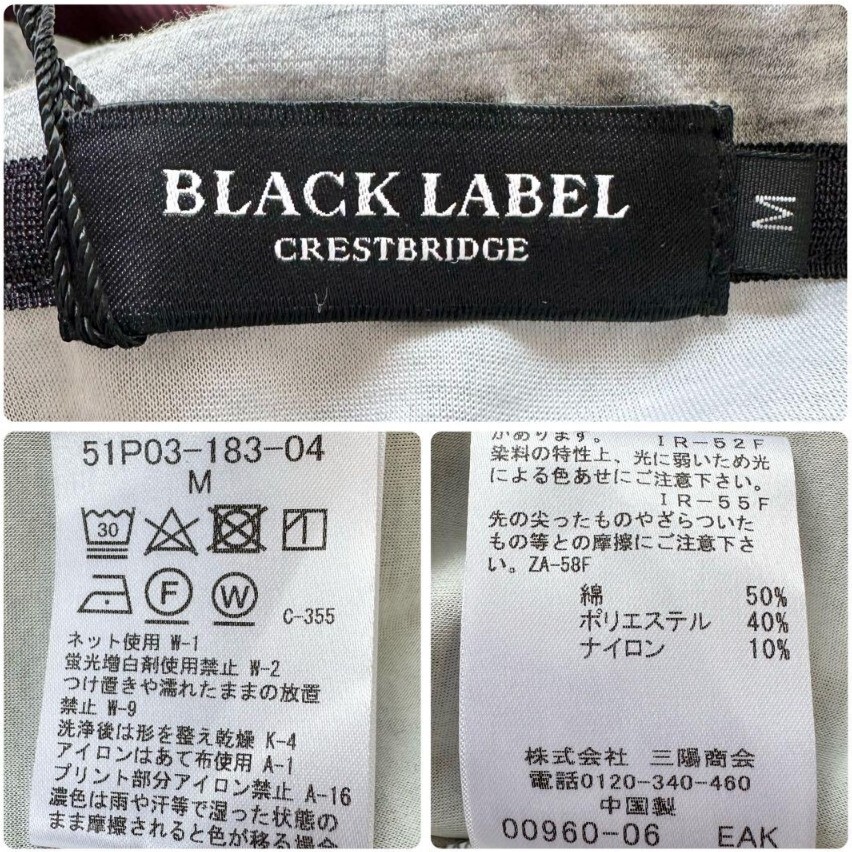 BLACK LABEL
CRESTBRIDGE
M
51P03-183-04
M
30
F
W
C-355
ネット使用 W-1
蛍光増白剤使用禁止 W-2
つけ置きや濡れたままの放置
禁止 W-9
洗浄後は形を整え乾燥 K-4
アイロンはあて布使用 A-1
プリント部分アイロン禁止 A-16
濃色は雨や汗等で湿った状態の
まま摩擦されると色が移る場合
があります。 IR-52F
染料の特性上、光に弱いため光
による色あせにご注意下さい。
IR-55F
先の尖ったものやざらついた
もの等との摩擦にご注意下さ
い。ZA-58F
綿 50%
ポリエステル 40%
ナイロン 10%
株式会社 三陽商会
電話0120-340-460
中国製
00960-06 EAK